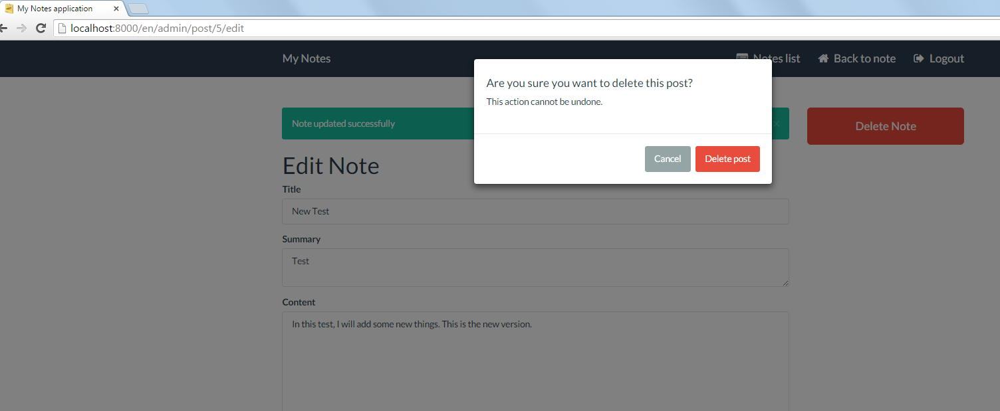 My Notes application
localhost:8000/en/admin/post/5/edit
My Notes
Notes list
Back to note
Logout
Are you sure you want to delete this post?
This action cannot be undone.
Cancel
Delete post
Note updated successfully
Delete Note
Edit Note
Title
New Test
Summary
Test
Content
In this test, I will add some new things. This is the new version.